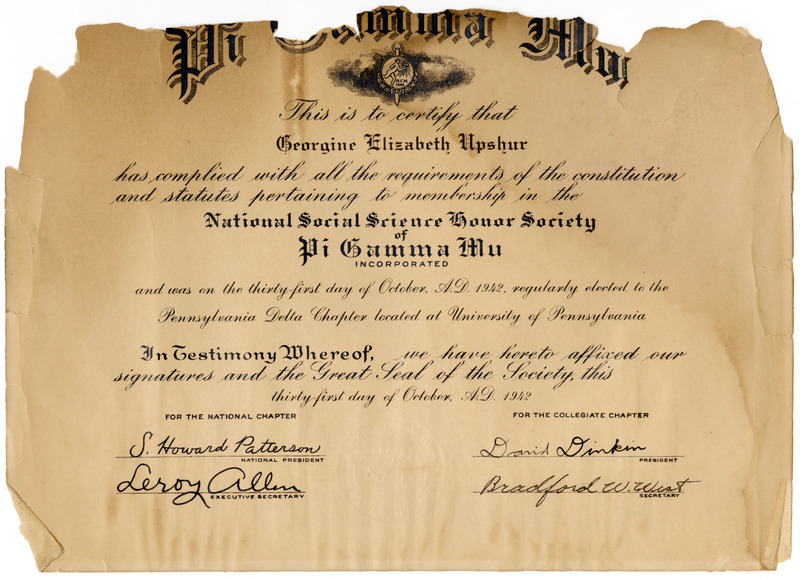 Pi Gamma Mu
This is to certify that
Georgine Elizabeth Upshur
has complied with all the requirements of the constitution
and statutes pertaining to membership in the
National Social Science Honor Society
of
Pi Gamma Mu
INCORPORATED
and was on the thirty-first day of October, A.D. 1942, regularly elected to the
Pennsylvania Delta Chapter located at University of Pennsylvania
In Testimony Whereof, we have hereto affixed our
signatures and the Great Seal of the Society, this
thirty-first day of October, A.D. 1942
FOR THE NATIONAL CHAPTER
S. Howard Patterson
NATIONAL PRESIDENT
Leroy Allen
EXECUTIVE SECRETARY
FOR THE COLLEGIATE CHAPTER
David Dinkin
PRESIDENT
Bradford W. West
SECRETARY